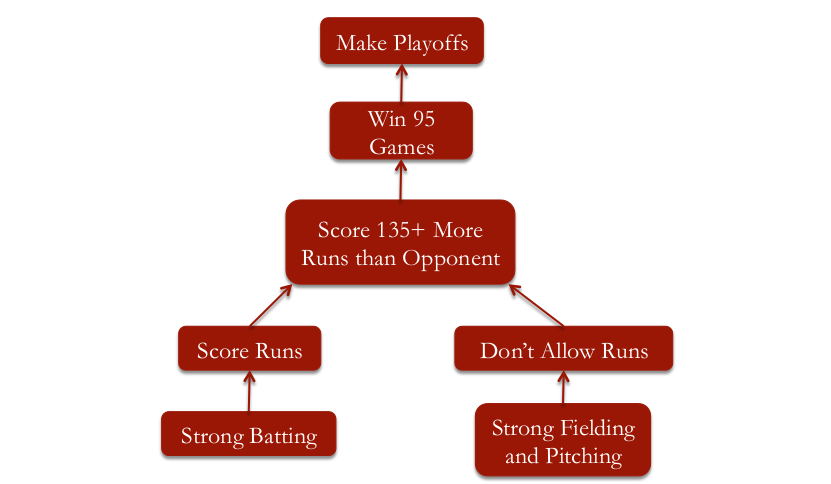 Make Playoffs
Win 95
Games
Score 135+ More
Runs than Opponent
Score Runs
Don’t Allow Runs
Strong Batting
Strong Fielding
and Pitching